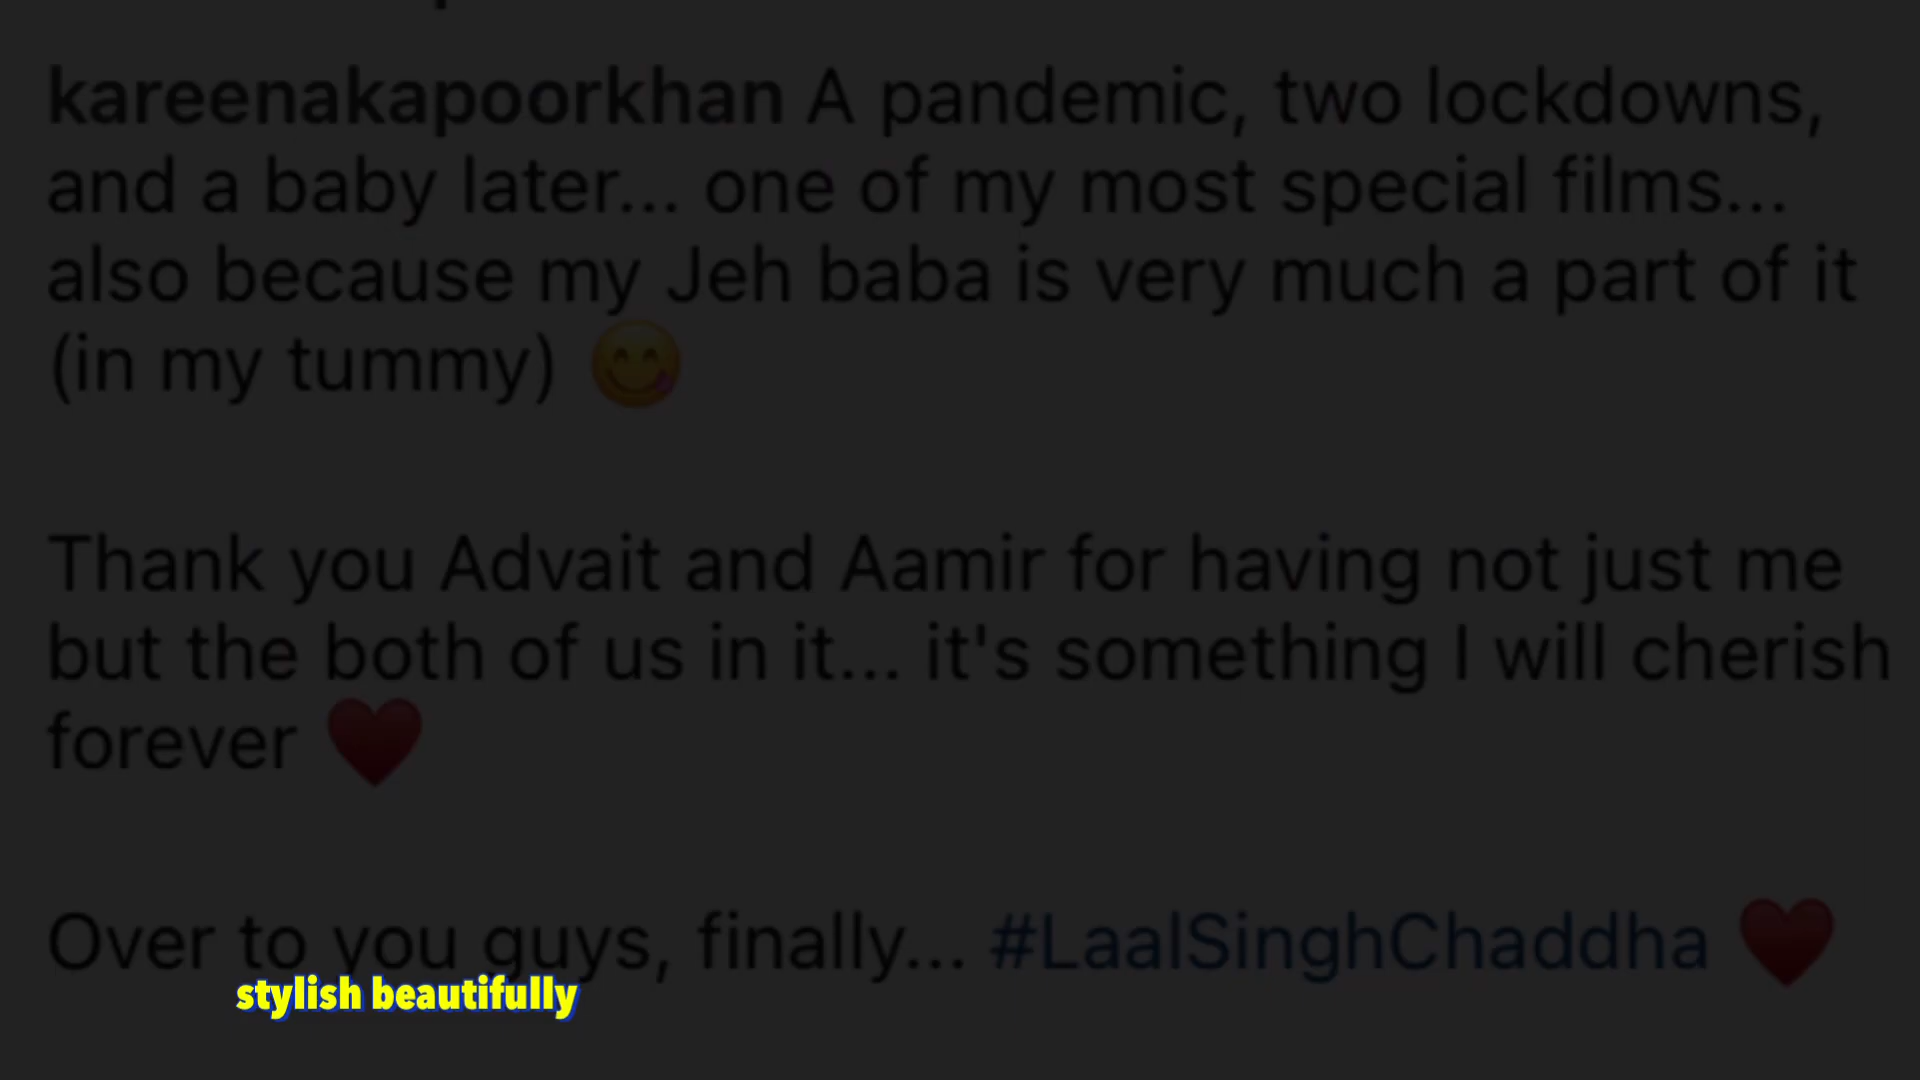 kareenakapoorkhan A pandemic, two lockdowns,
and a baby later... one of my most special films...
also because my Jeh baba is very much a part of it
(in my tummy) 😋
Thank you Advait and Aamir for having not just me
but the both of us in it... it's something I will cherish
forever ♥️
Over to you guys, finally... #LaalSinghChaddha ♥️
stylish beautifully